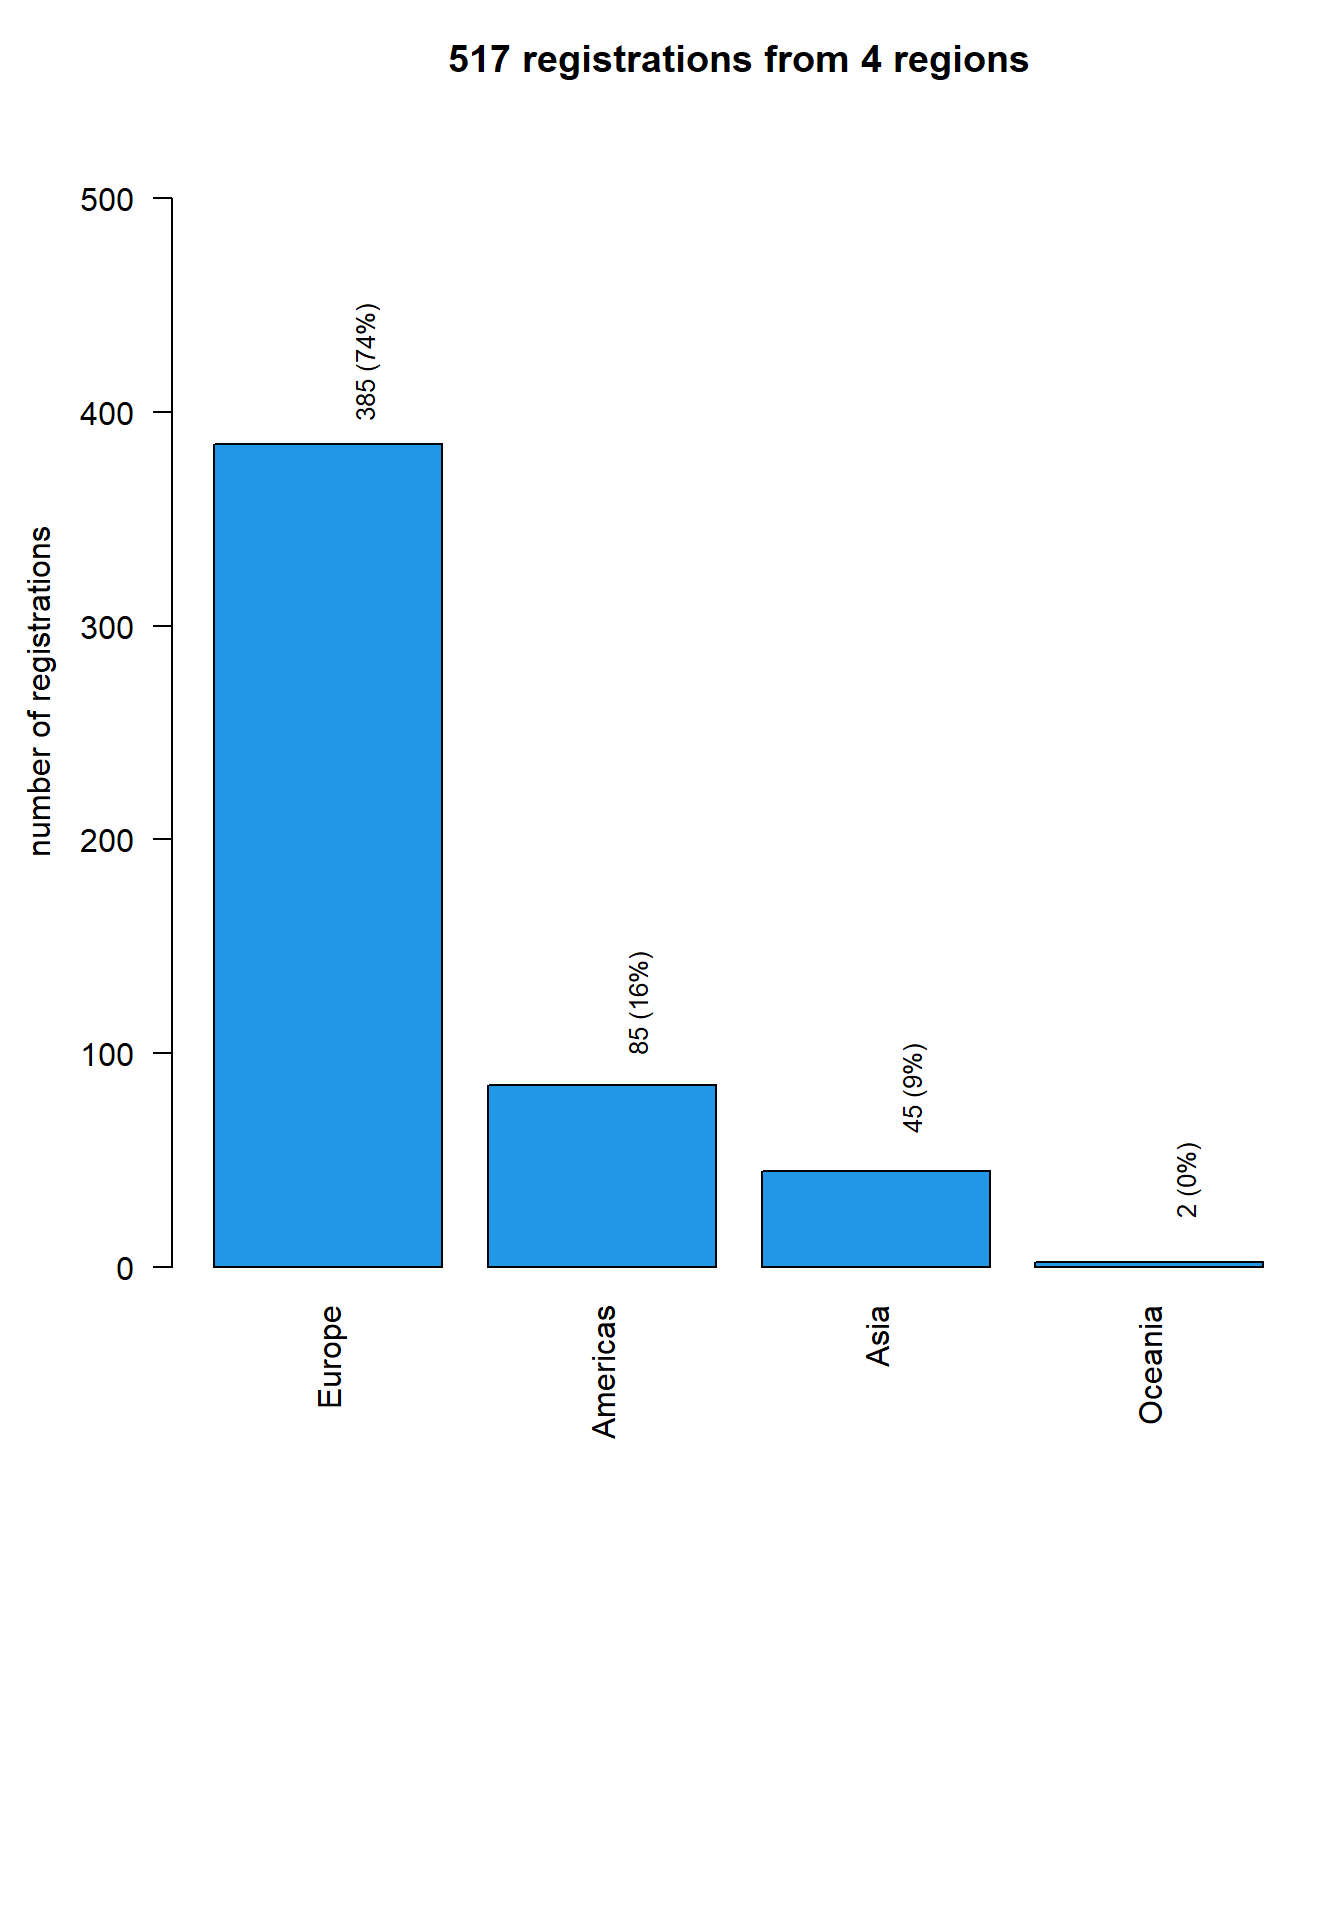 517 registrations from 4 regions
number of registrations
500
400
300
200
100
0
385 (74%)
85 (16%)
45 (9%)
2 (0%)
Europe
Americas
Asia
Oceania